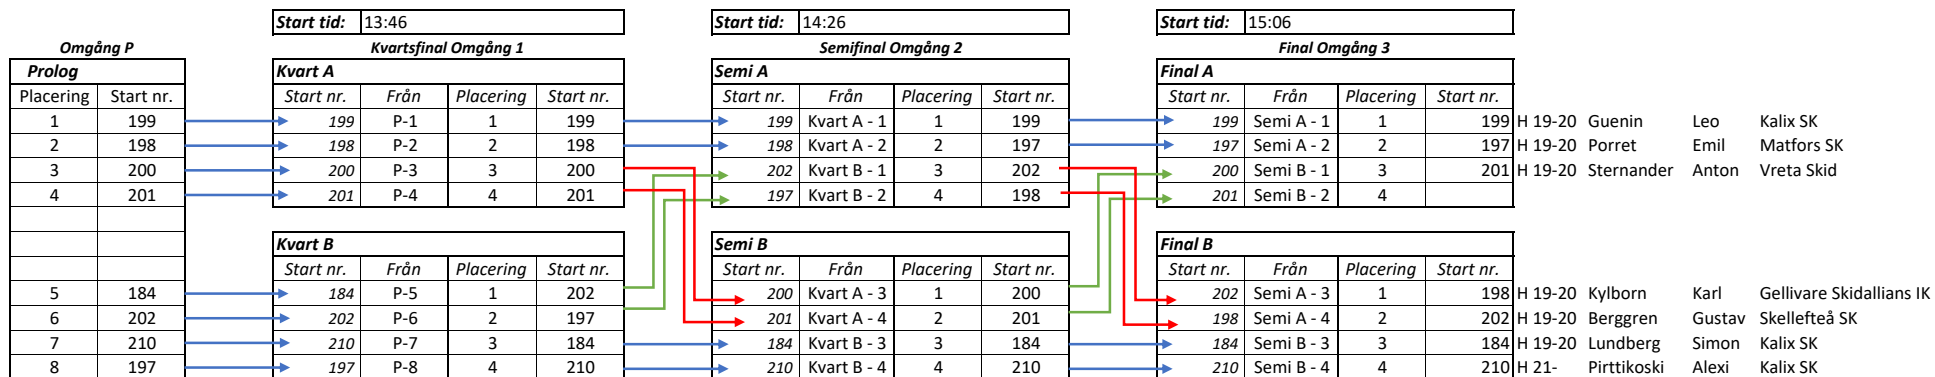 Start tid: 13:46 Start tid: 14:26 Start tid: 15:06
Omgång P Kvartsfinal Omgång 1 Semifinal Omgång 2 Final Omgång 3
Prolog Kvart A Semi A Final A
Placering Start nr. Start nr. Från Placering Start nr. Start nr. Från Placering Start nr. Start nr. Från Placering Start nr.
1 199 199 P-1 1 199 199 Kvart A - 1 1 199 199 Semi A - 1 1 199 H 19-20 Guenin Leo Kalix SK
2 198 198 P-2 2 198 198 Kvart A - 2 2 197 197 Semi A - 2 2 197 H 19-20 Porret Emil Matfors SK
3 200 200 P-3 3 200 202 Kvart B - 1 3 202 200 Semi B - 1 3 201 H 19-20 Sternander Anton Vreta Skid
4 201 201 P-4 4 201 197 Kvart B - 2 4 198 201 Semi B - 2 4
Kvart B Semi B Final B
Start nr. Från Placering Start nr. Start nr. Från Placering Start nr. Start nr. Från Placering Start nr.
5 184 184 P-5 1 202 200 Kvart A - 3 1 200 202 Semi A - 3 1 198 H 19-20 Kylborn Karl Gellivare Skidallians IK
6 202 202 P-6 2 197 201 Kvart A - 4 2 201 198 Semi A - 4 2 202 H 19-20 Berggren Gustav Skellefteå SK
7 210 210 P-7 3 184 184 Kvart B - 3 3 184 184 Semi B - 3 3 184 H 19-20 Lundberg Simon Kalix SK
8 197 197 P-8 4 210 210 Kvart B - 4 4 210 210 Semi B - 4 4 210 H 21- Pirttikoski Alexi Kalix SK